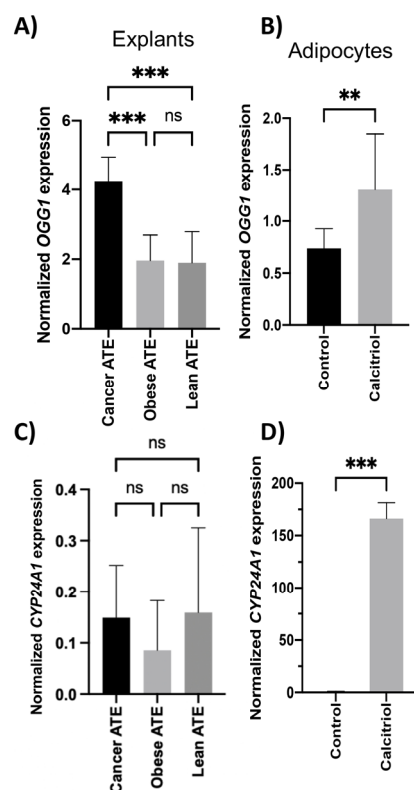 A)
Explants
***
***
ns
Normalized OGG1 expression
6
4
2
0
Cancer ATE
Obese ATE
Lean ATE
B)
Adipocytes
**
Normalized OGG1 expression
2.0
1.5
1.0
0.5
0.0
Control
Calcitriol
C)
ns
ns
ns
Normalized CYP24A1 expression
0.4
0.3
0.2
0.1
0.0
Cancer ATE
Obese ATE
Lean ATE
D)
***
Normalized CYP24A1 expression
200
150
100
50
0
Control
Calcitriol